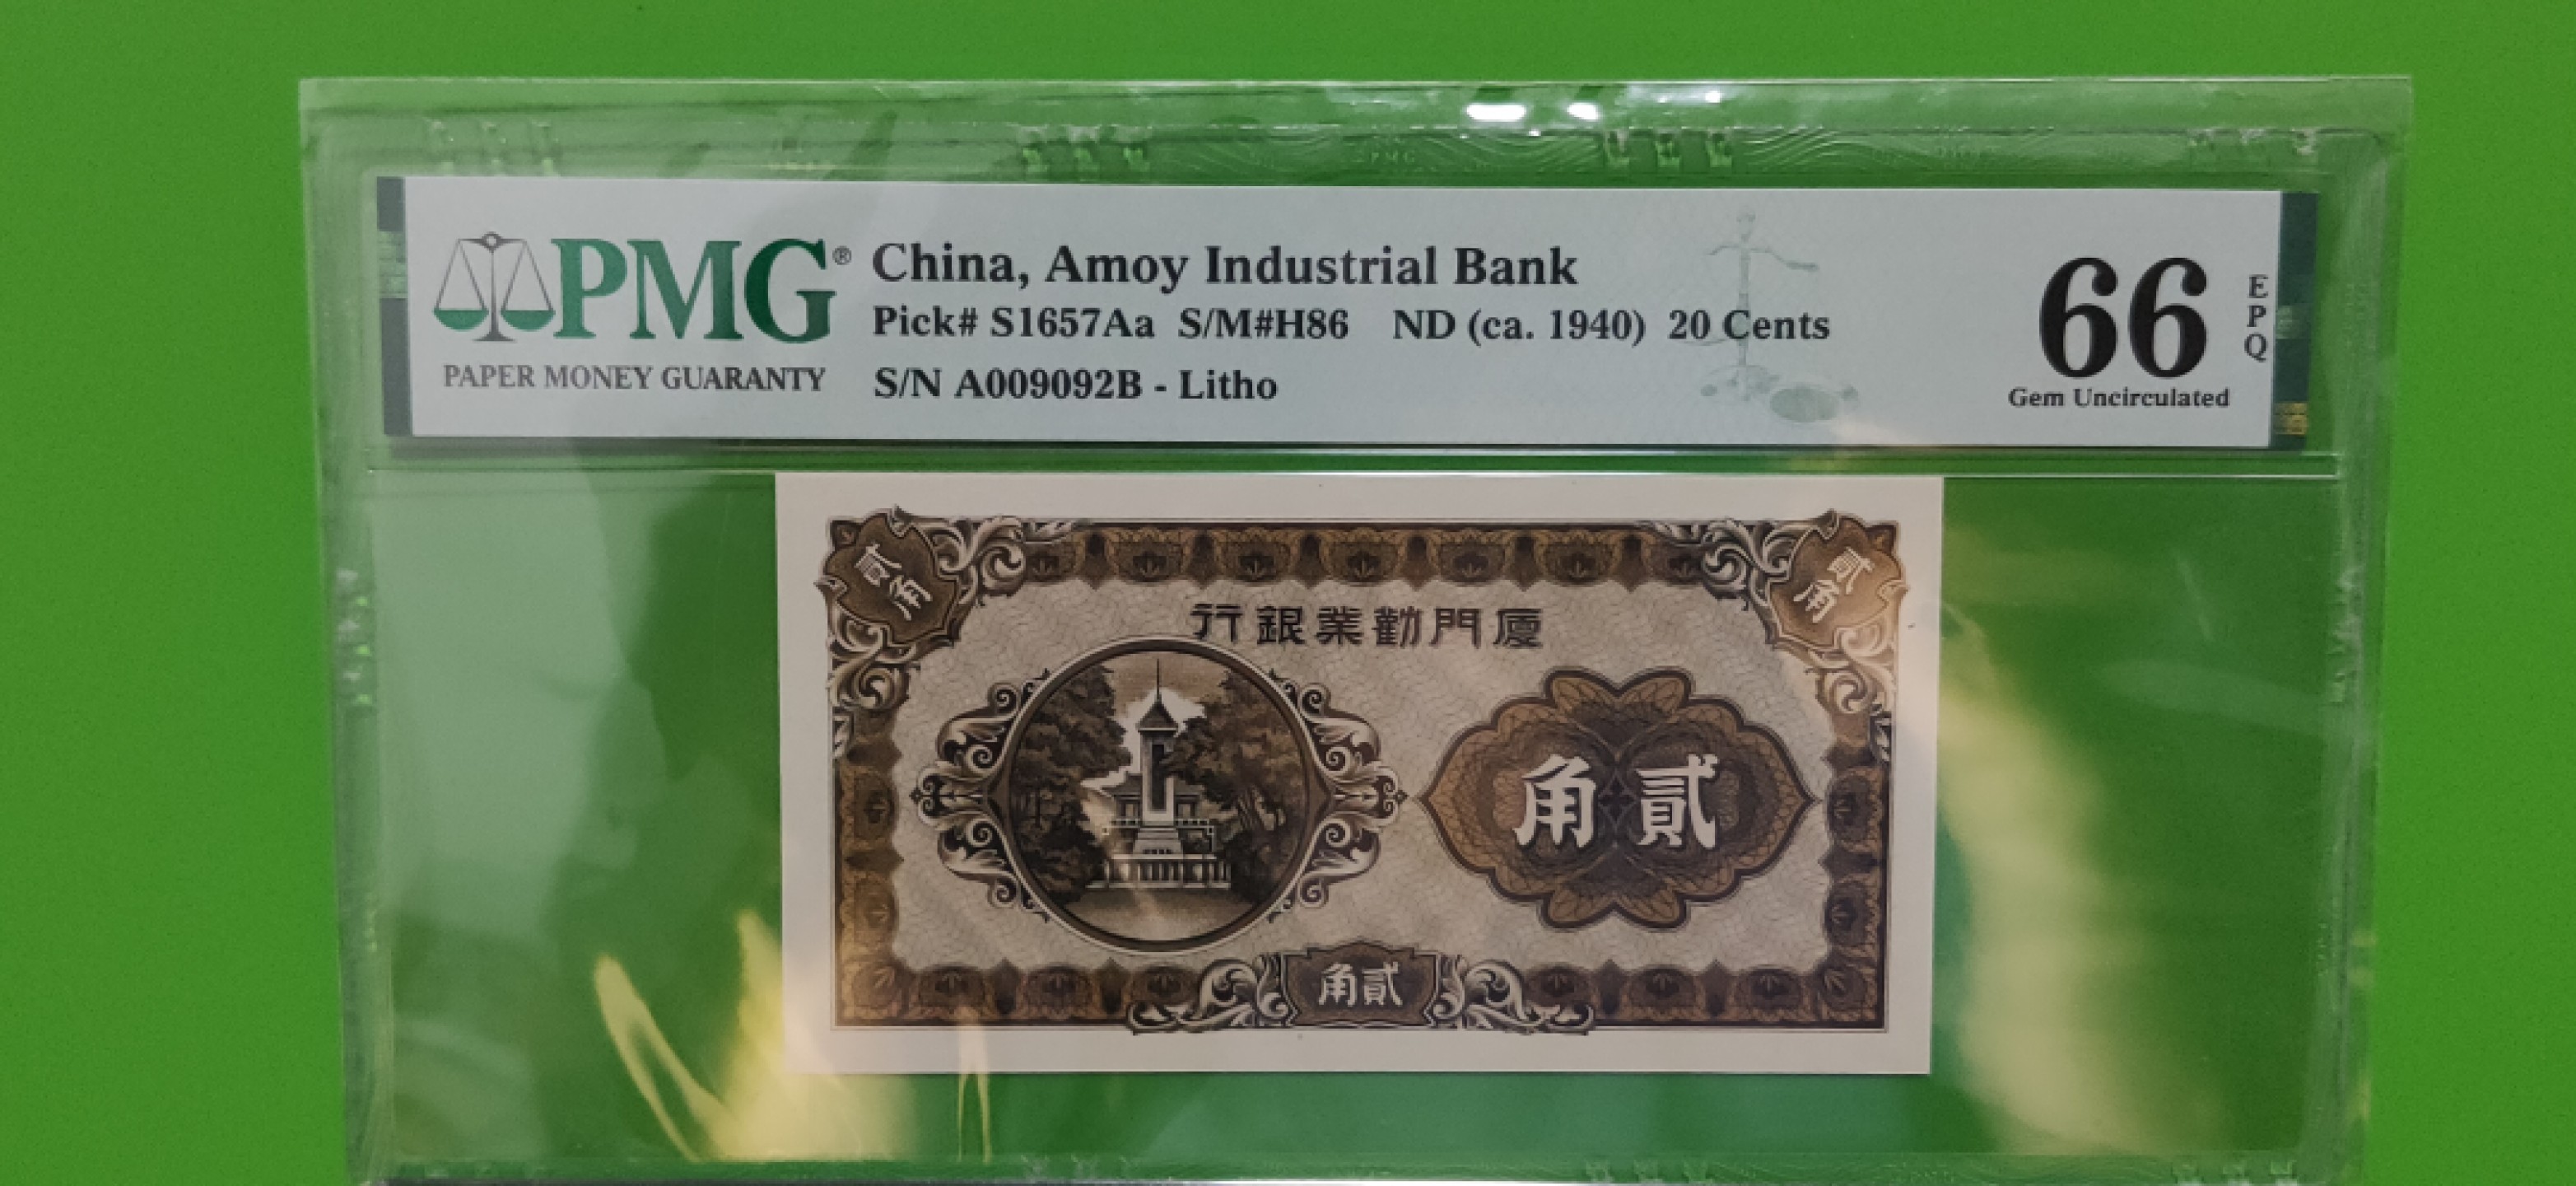 PMG®
PAPER MONEY GUARANTY
China, Amoy Industrial Bank
Pick# S1657Aa S/M#H86 ND (ca. 1940) 20 Cents
S/N A009092B - Litho
66
EPQ
Gem Uncirculated
貳角
貳角
行銀業勸門廈
角貳
角貳